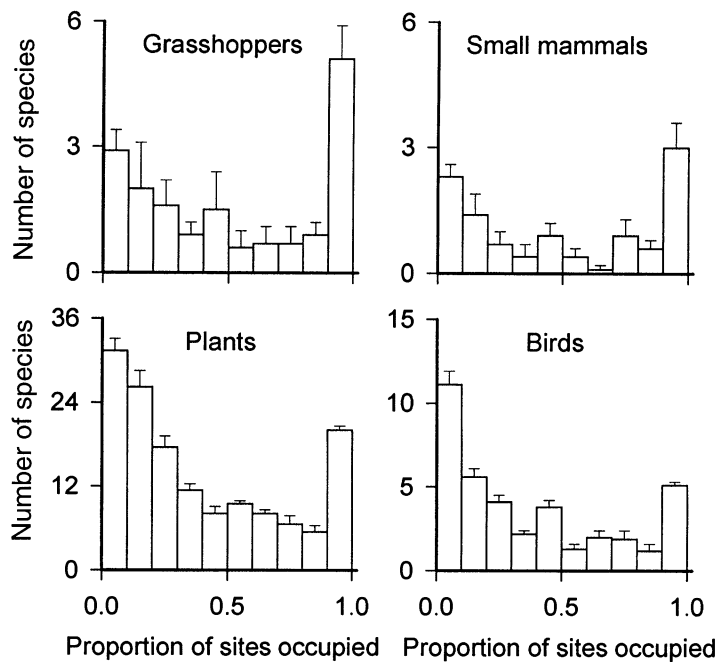 Grasshoppers
Number of species
6
3
0
Small mammals
6
3
0
Plants
Number of species
36
24
12
0
0.0 0.5 1.0
Proportion of sites occupied
Birds
15
10
5
0
0.0 0.5 1.0
Proportion of sites occupied